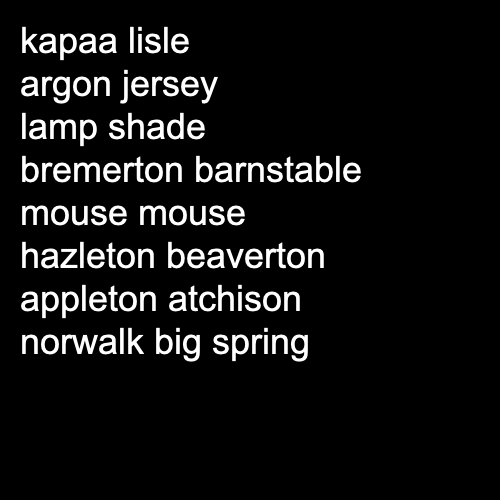 kapaa lisle
argon jersey
lamp shade
bremerton barnstable
mouse mouse
hazleton beaverton
appleton atchison
norwalk big spring